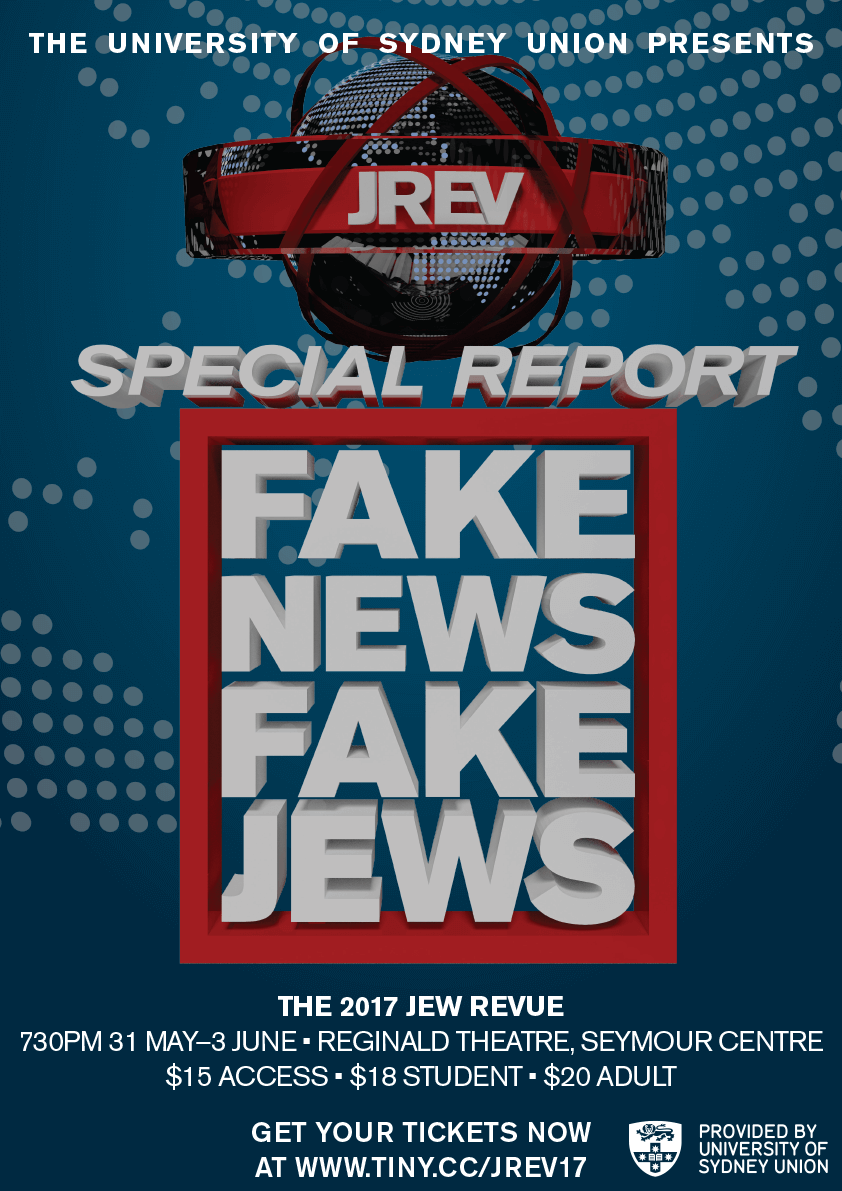 THE UNIVERSITY OF SYDNEY UNION PRESENTS
JREV
SPECIAL REPORT
FAKE
NEWS
FAKE
JEWS
THE 2017 JEW REVUE
730PM 31 MAY–3 JUNE ▪ REGINALD THEATRE, SEYMOUR CENTRE
$15 ACCESS ▪ $18 STUDENT ▪ $20 ADULT
GET YOUR TICKETS NOW
AT WWW.TINY.CC/JREV17
PROVIDED BY
UNIVERSITY OF
SYDNEY UNION